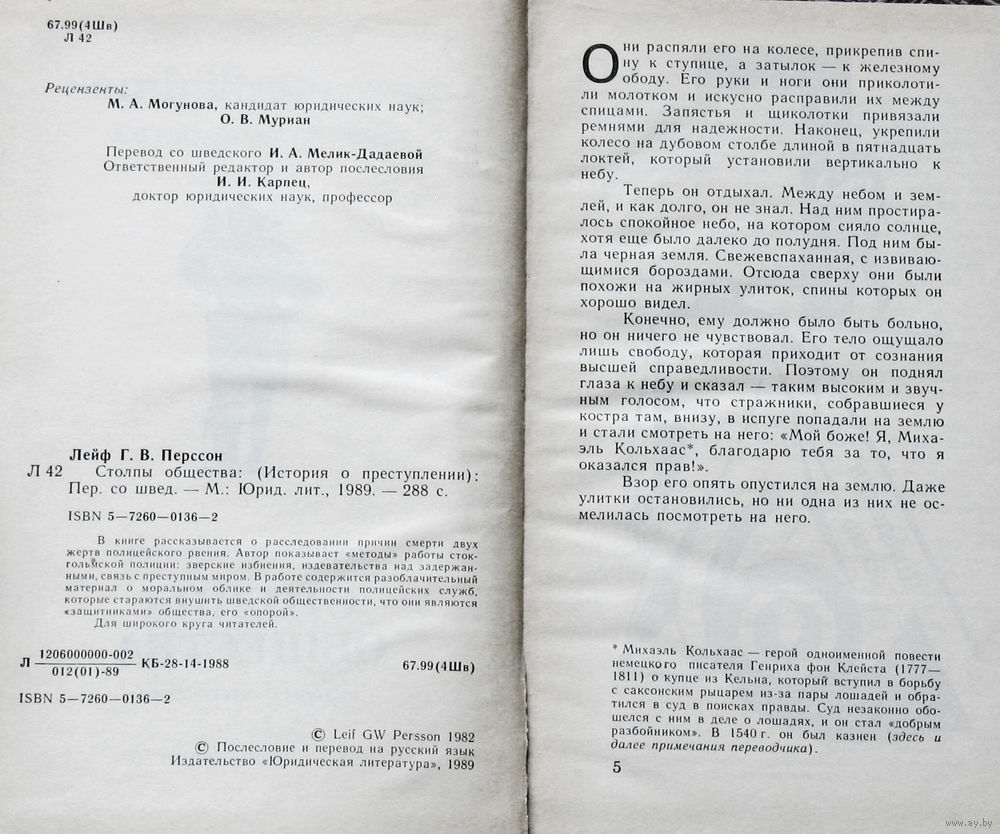 67.99(4Шв)
Л 42
Рецензенты:
М. А. Могунова, кандидат юридических наук;
О. В. Муриан
Перевод со шведского И. А. Мелик-Дадаевой
Ответственный редактор и автор послесловия
И. И. Карпец,
доктор юридических наук, профессор
Лейф Г. В. Перссон
Л 42 Столпы общества: (История о преступлении):
Пер. со швед. — М.: Юрид. лит., 1989. — 288 с.
ISBN 5—7260—0136—2
В книге рассказывается о расследовании причин смерти двух
жертв полицейского рвения. Автор показывает «методы» работы сток-
гольмской полиции: зверские избиения, издевательства над задержан-
ными, связь с преступным миром. В работе содержится разоблачительный
материал о моральном облике и деятельности полицейских служб,
которые стараются внушить шведской общественности, что они являются
«защитниками» общества, его «опорой».
Для широкого круга читателей.
Л 1206000000-002
012(01)-89 КБ-28-14-1988 67.99(4Шв)
ISBN 5—7260—0136—2
© Leif GW Persson 1982
© Послесловие и перевод на русский язык
Издательство «Юридическая литература», 1989
Они распяли его на колесе, прикрепив спи-
ну к ступице, а затылок — к железному
ободу. Его руки и ноги они приколоти-
ли молотком и искусно расправили их между
спицами. Запястья и щиколотки привязали
ремнями для надежности. Наконец, укрепили
колесо на дубовом столбе длиной в пятнадцать
локтей, который установили вертикально к
небу.
Теперь он отдыхал. Между небом и зем-
лей, и как долго, он не знал. Над ним простира-
лось спокойное небо, на котором сияло солнце,
хотя еще было далеко до полудня. Под ним бы-
ла черная земля. Свежевспаханная, с извиваю-
щимися бороздами. Отсюда сверху они были
похожи на жирных улиток, спины которых он
хорошо видел.
Конечно, ему должно было быть больно,
но он ничего не чувствовал. Его тело ощущало
лишь свободу, которая приходит от сознания
высшей справедливости. Поэтому он поднял
глаза к небу и сказал — таким высоким и звуч-
ным голосом, что стражники, собравшиеся у
костра там, внизу, в испуге попадали на землю
и стали смотреть на него: «Мой боже! Я, Миха-
эль Кольхаас*, благодарю тебя за то, что я
оказался прав!».
Взор его опять опустился на землю. Даже
улитки остановились, но ни одна из них не ос-
мелилась посмотреть на него.
* Михаэль Кольхаас — герой одноименной повести
немецкого писателя Генриха фон Клейста (1777—
1811) о купце из Кельна, который вступил в борьбу
с саксонским рыцарем из-за пары лошадей и обра-
тился в суд в поисках правды. Суд незаконно обо-
шелся с ним в деле о лошадях, и он стал «добрым
разбойником». В 1540 г. он был казнен (здесь и
далее примечания переводчика).
5
www.ay.by